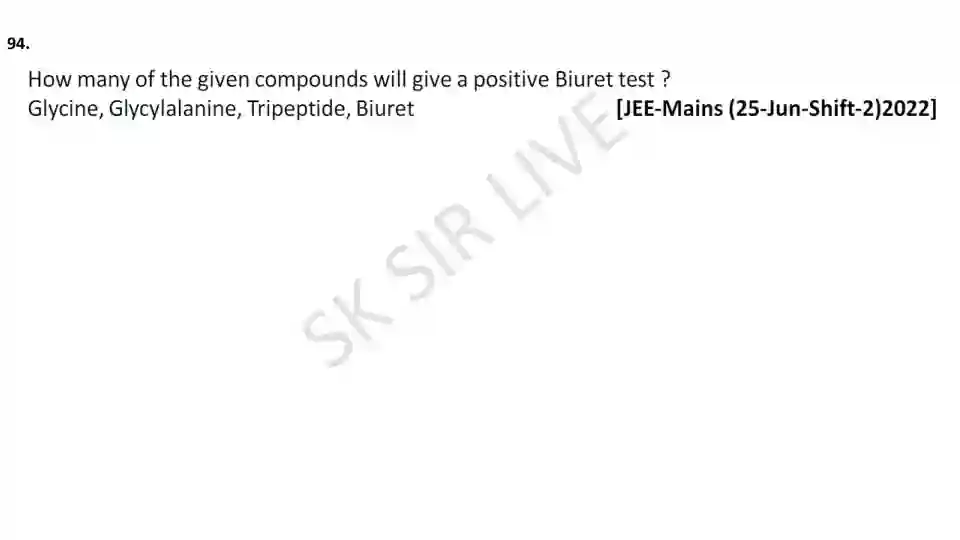 94.
How many of the given compounds will give a positive Biuret test ?
Glycine, Glycylalanine, Tripeptide, Biuret [JEE-Mains (25-Jun-Shift-2)2022]
SK SIR LIVE